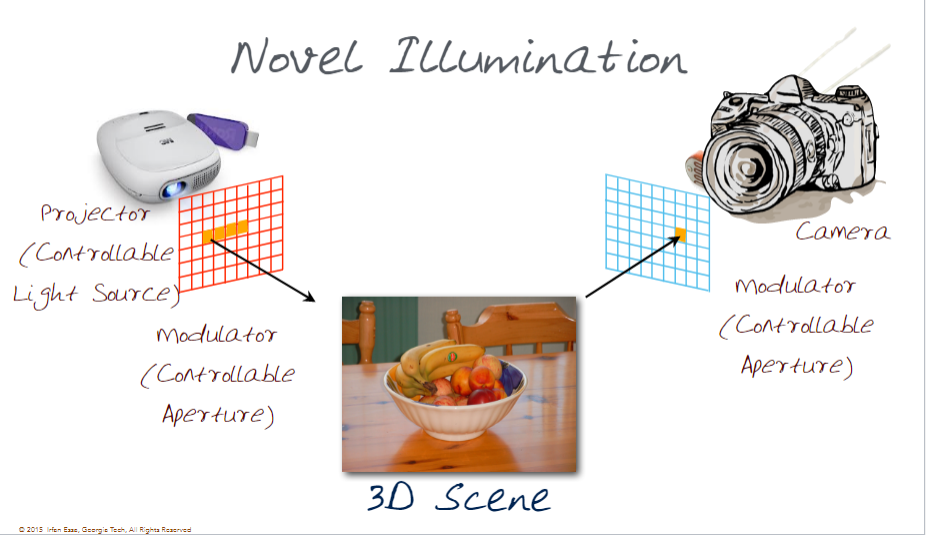 Novel Illumination
Projector
(Controllable
Light Source)
Modulator
(Controllable
Aperture)
3D Scene
Camera
Modulator
(Controllable
Aperture)
© 2015 Irfan Essa, Georgia Tech, All Rights Reserved